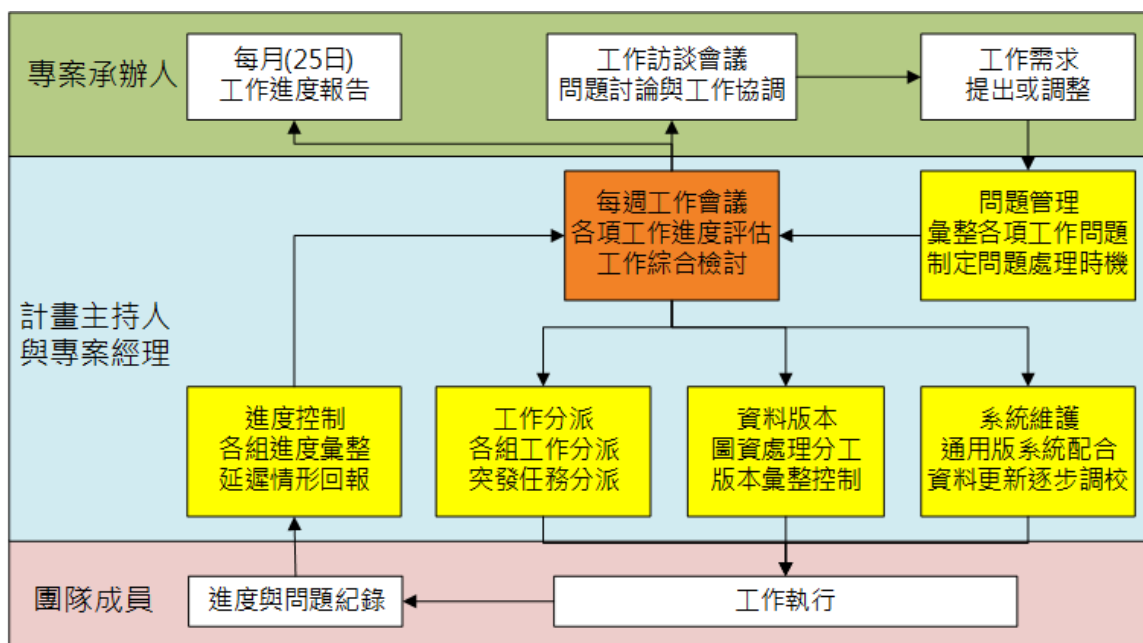 專案承辦人
每月(25日)
工作進度報告
工作訪談會議
問題討論與工作協調
工作需求
提出或調整
計畫主持人
與專案經理
每週工作會議
各項工作進度評估
工作綜合檢討
問題管理
彙整各項工作問題
制定問題處理時機
進度控制
各組進度彙整
延遲情形回報
工作分派
各組工作分派
突發任務分派
資料版本
圖資處理分工
版本彙整控制
系統維護
通用版系統配合
資料更新逐步調校
團隊成員
進度與問題紀錄
工作執行